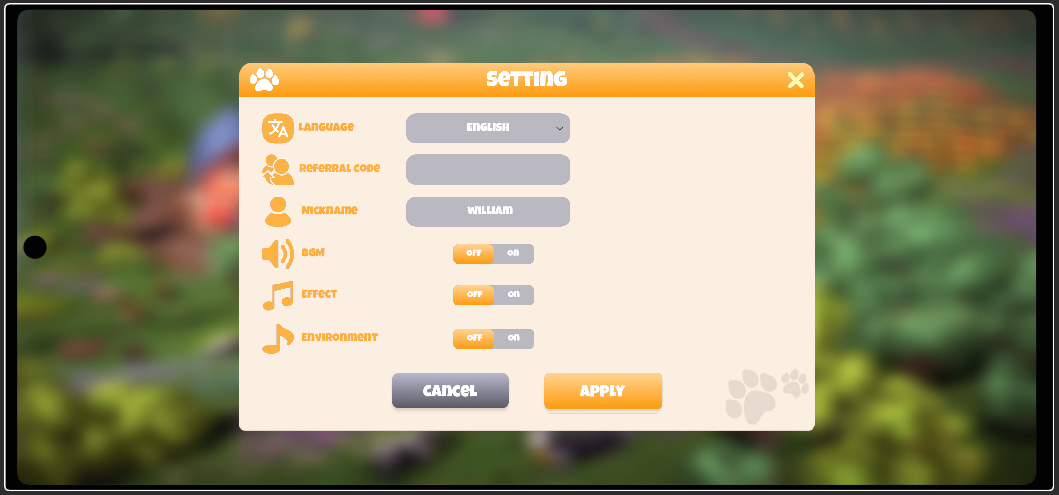 SETTING
LANGUAGE
ENGLISH
REFERRAL CODE
NICKNAME
WILLIAM
BGM
OFF ON
EFFECT
OFF ON
ENVIRONMENT
OFF ON
CANCEL APPLY